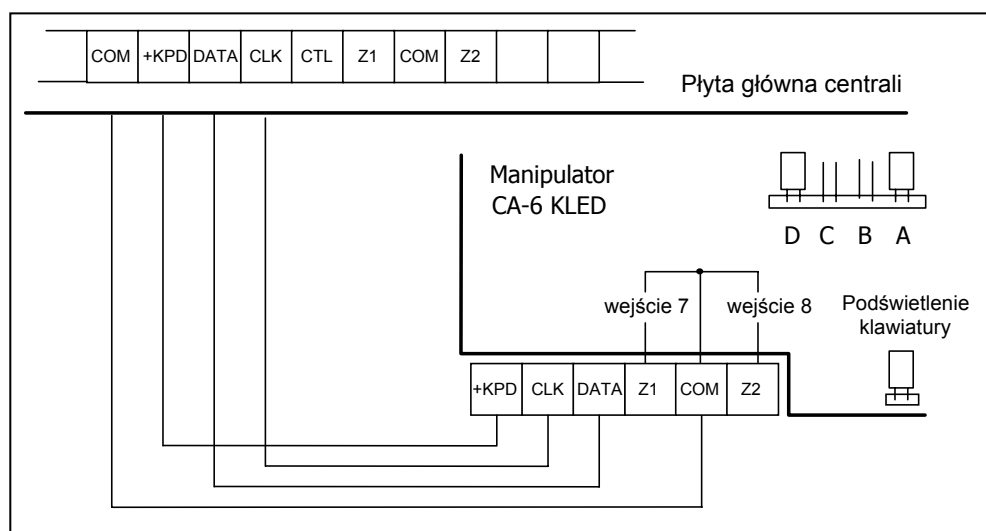 COM +KPD DATA CLK CTL Z1 COM Z2
Płyta główna centrali
Manipulator
CA-6 KLED
D C B A
wejście 7 wejście 8
Podświetlenie
klawiatury
+KPD CLK DATA Z1 COM Z2